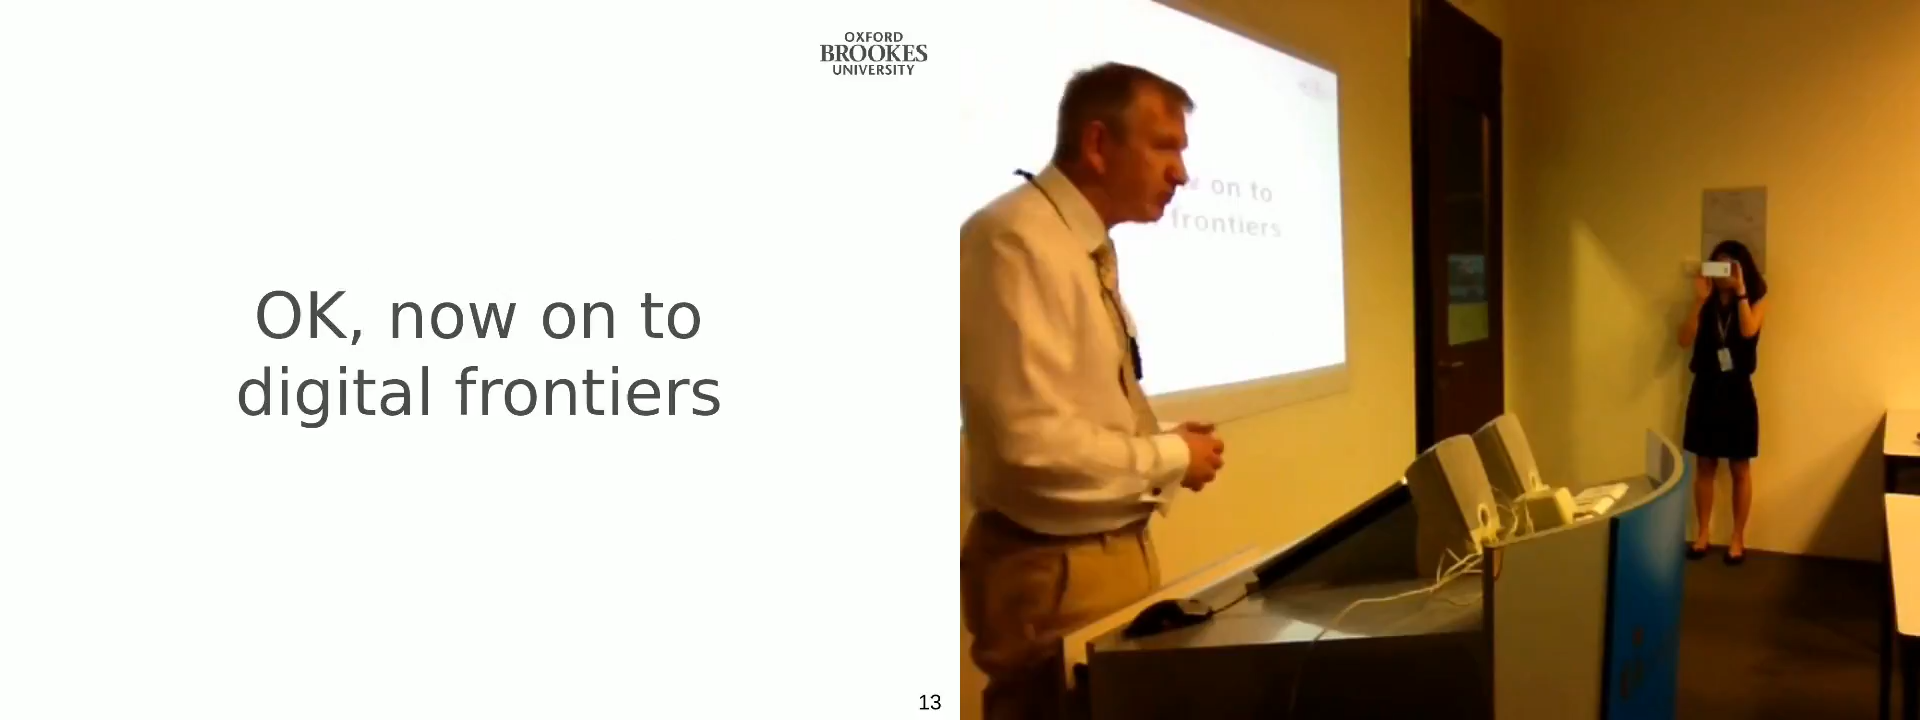 OXFORD
BROOKES
UNIVERSITY
OK, now on to
digital frontiers
13
w on to
frontiers